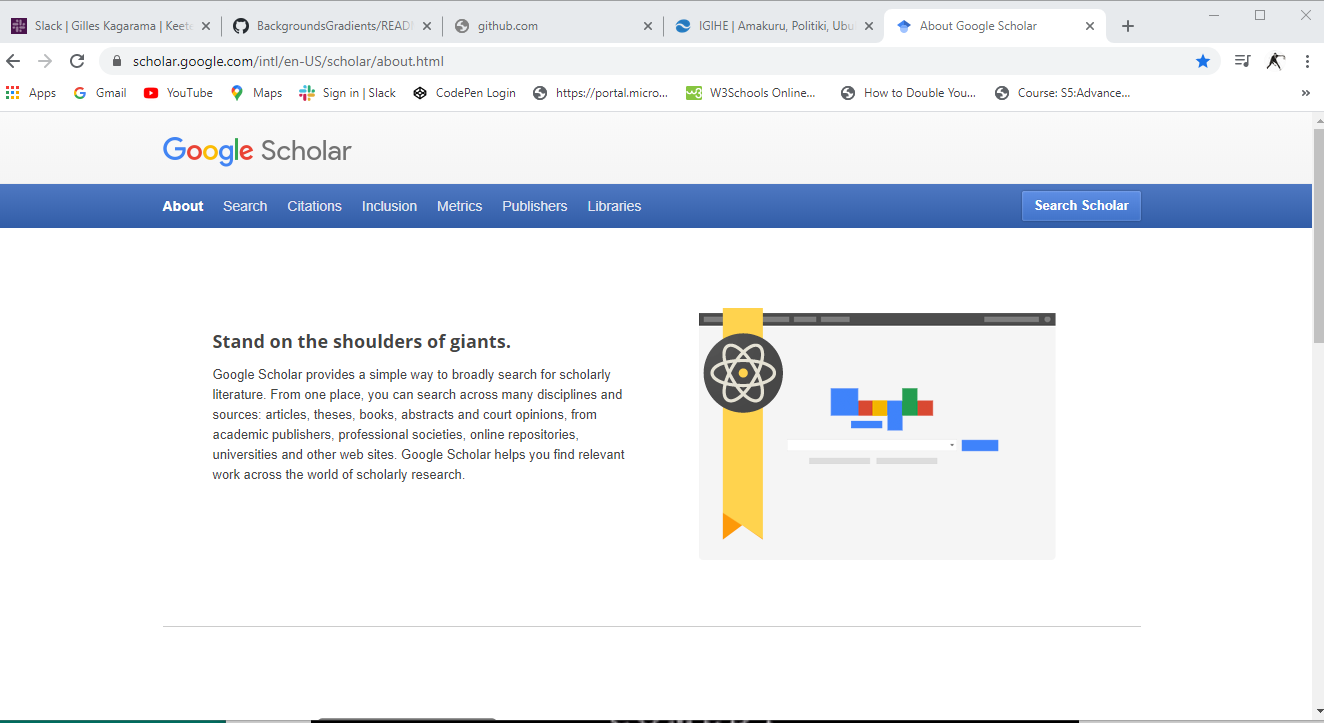 Slack | Gilles Kagarama | Keete
BackgroundsGradients/READM
github.com
IGIHE | Amakuru, Politiki, Ubu
About Google Scholar
scholar.google.com/intl/en-US/scholar/about.html
Apps
Gmail
YouTube
Maps
Sign in | Slack
CodePen Login
https://portal.micro...
W3Schools Online...
How to Double You...
Course: S5:Advance...
»
Google Scholar
About
Search
Citations
Inclusion
Metrics
Publishers
Libraries
Search Scholar
Stand on the shoulders of giants.
Google Scholar provides a simple way to broadly search for scholarly
literature. From one place, you can search across many disciplines and
sources: articles, theses, books, abstracts and court opinions, from
academic publishers, professional societies, online repositories,
universities and other web sites. Google Scholar helps you find relevant
work across the world of scholarly research.